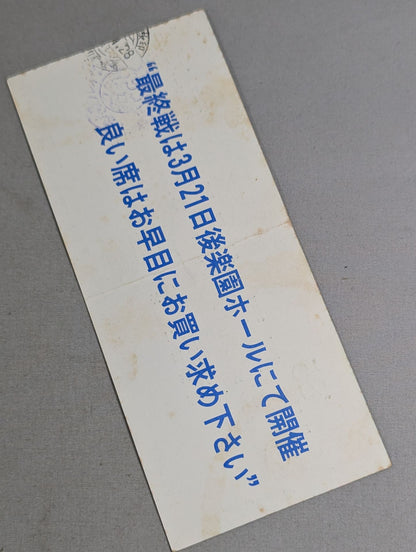 “最終戦は3月21日後楽園ホールにて開催
良い席はお早目にお買い求め下さい”